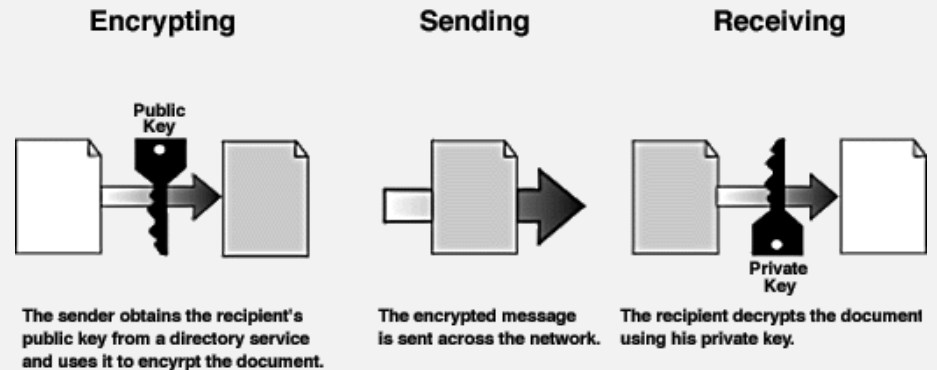 Encrypting
Sending
Receiving
Public
Key
Private
Key
The sender obtains the recipient's
public key from a directory service
and uses it to encyrpt the document.
The encrypted message
is sent across the network.
The recipient decrypts the document
using his private key.